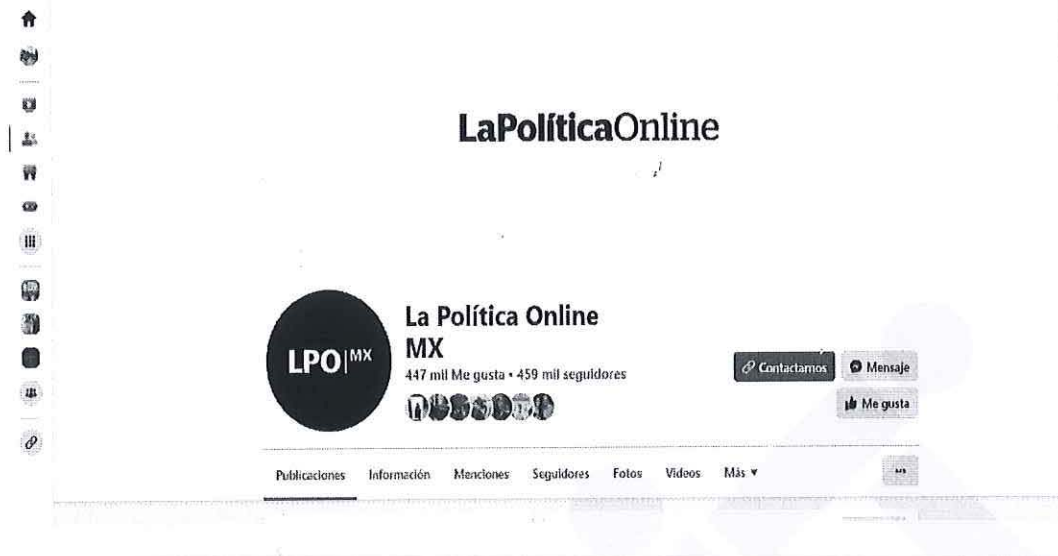 LaPolíticaOnline
LPO|MX
La Política Online
MX
447 mil Me gusta • 459 mil seguidores
Contactarnos
Mensaje
Me gusta
Publicaciones Información Menciones Seguidores Fotos Videos Más